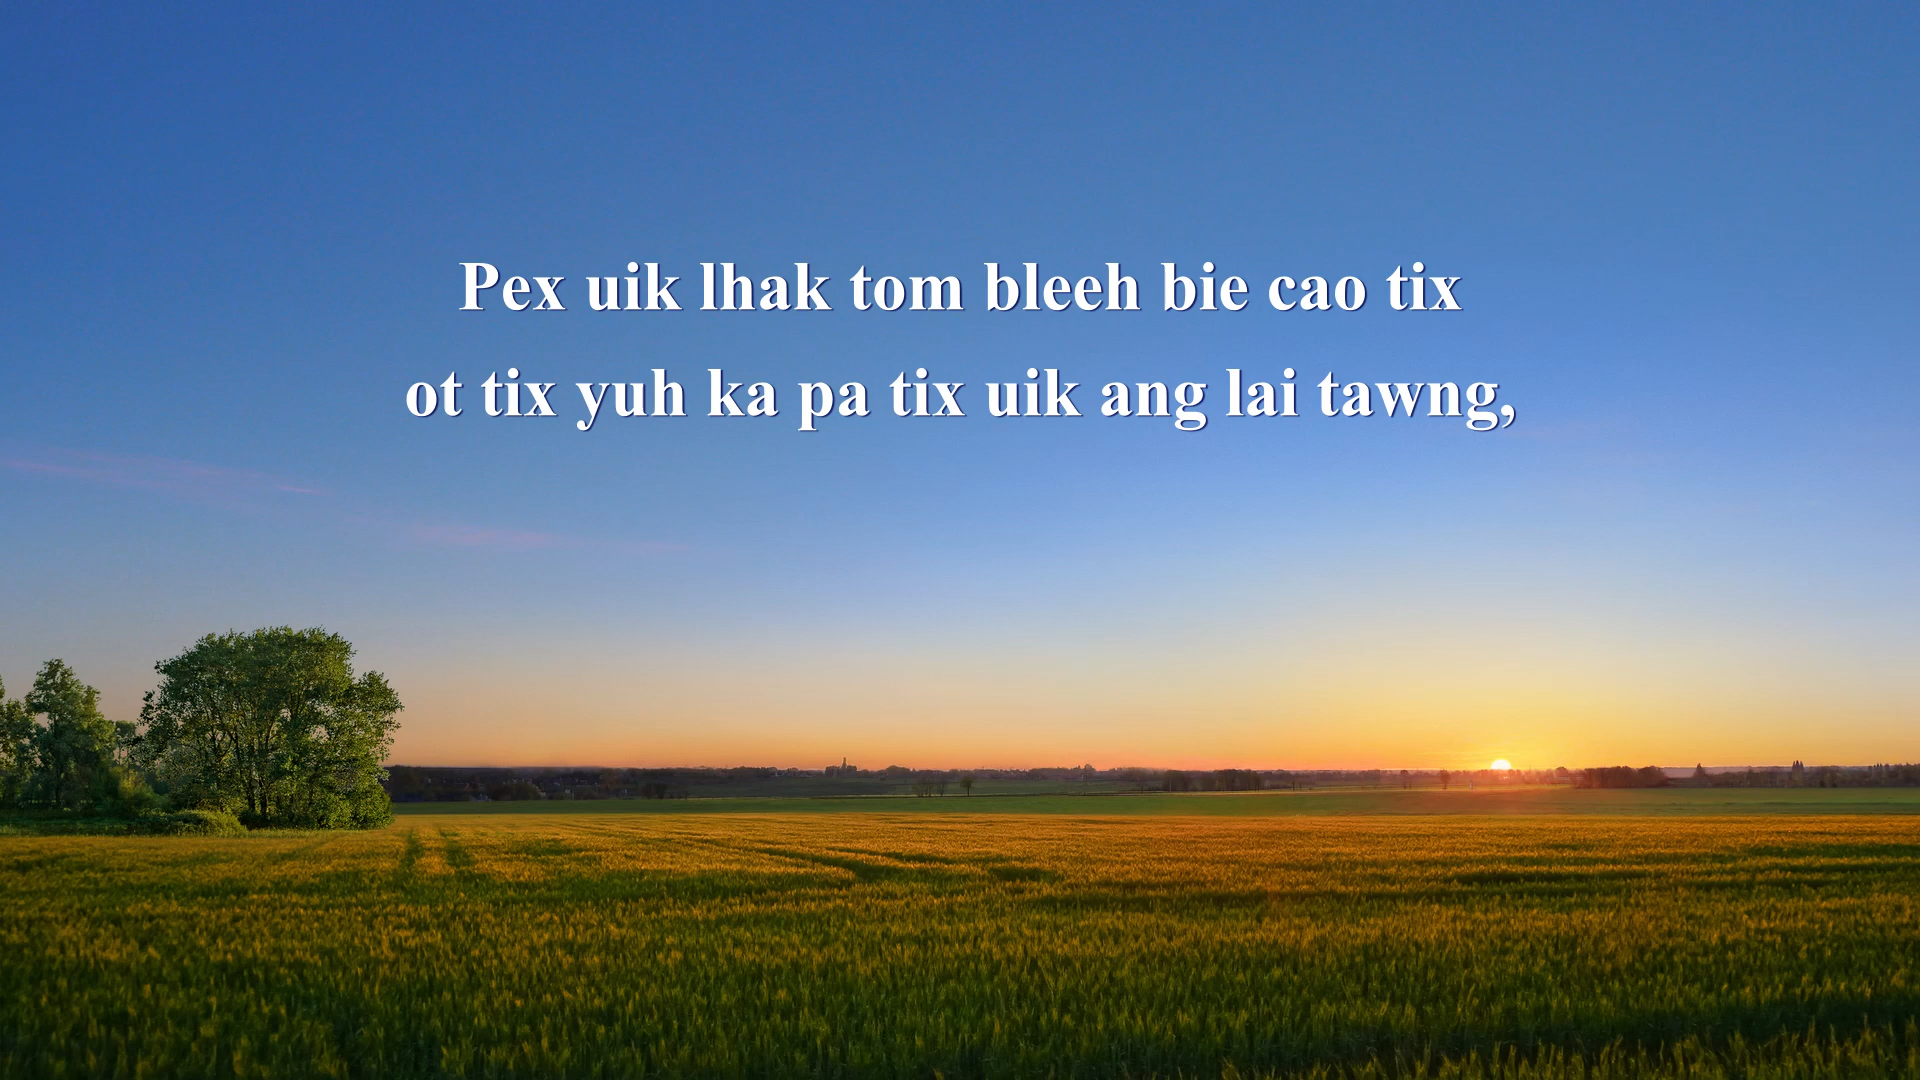 Pex uik lhak tom bleeh bie cao tix
ot tix yuh ka pa tix uik ang lai tawng,